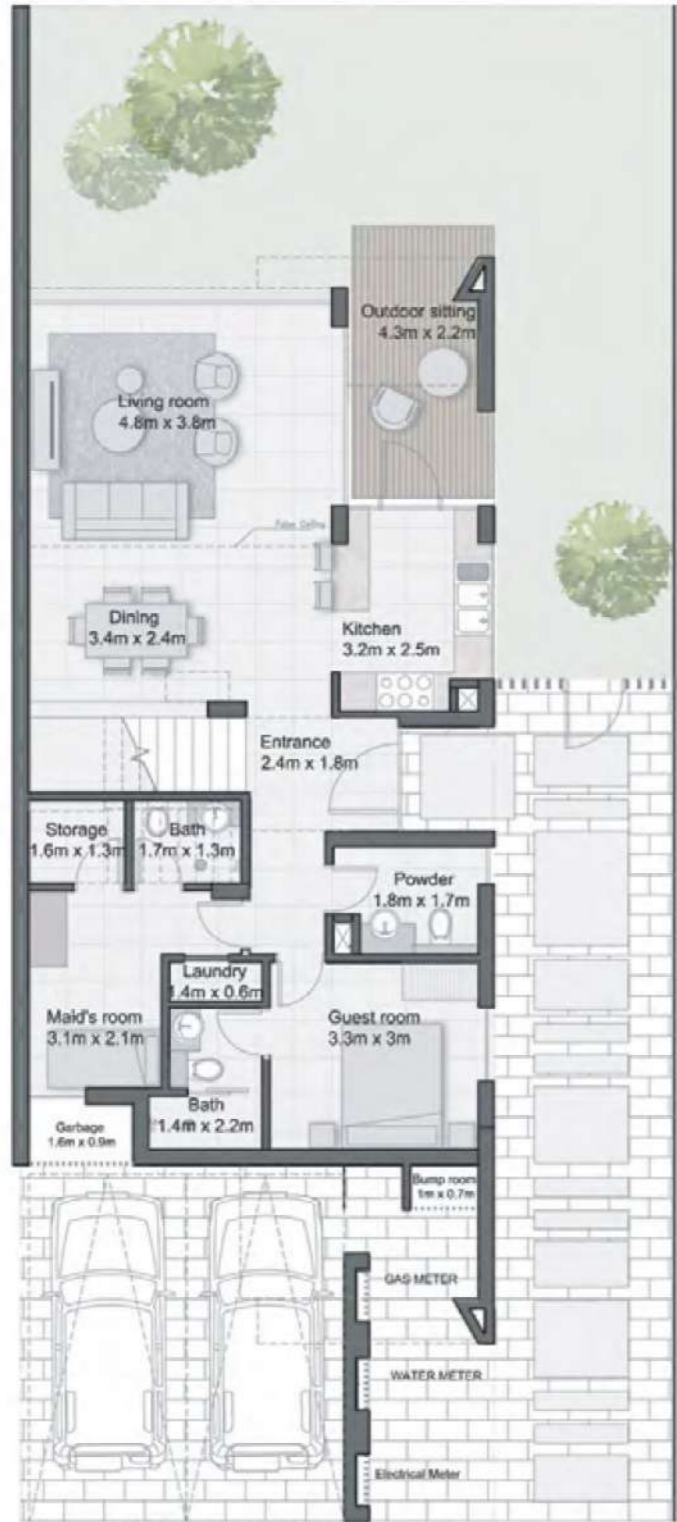 Outdoor sitting
4.3m x 2.2m
Living room
4.8m x 3.8m
False Ceiling
Dining
3.4m x 2.4m
Kitchen
3.2m x 2.5m
Entrance
2.4m x 1.8m
Storage
1.6m x 1.3m
Bath
1.7m x 1.3m
Powder
1.8m x 1.7m
Laundry
1.4m x 0.6m
Maid's room
3.1m x 2.1m
Guest room
3.3m x 3m
Bath
1.4m x 2.2m
Garbage
1.6m x 0.9m
Bump room
1m x 0.7m
GAS METER
WATER METER
Electrical Meter